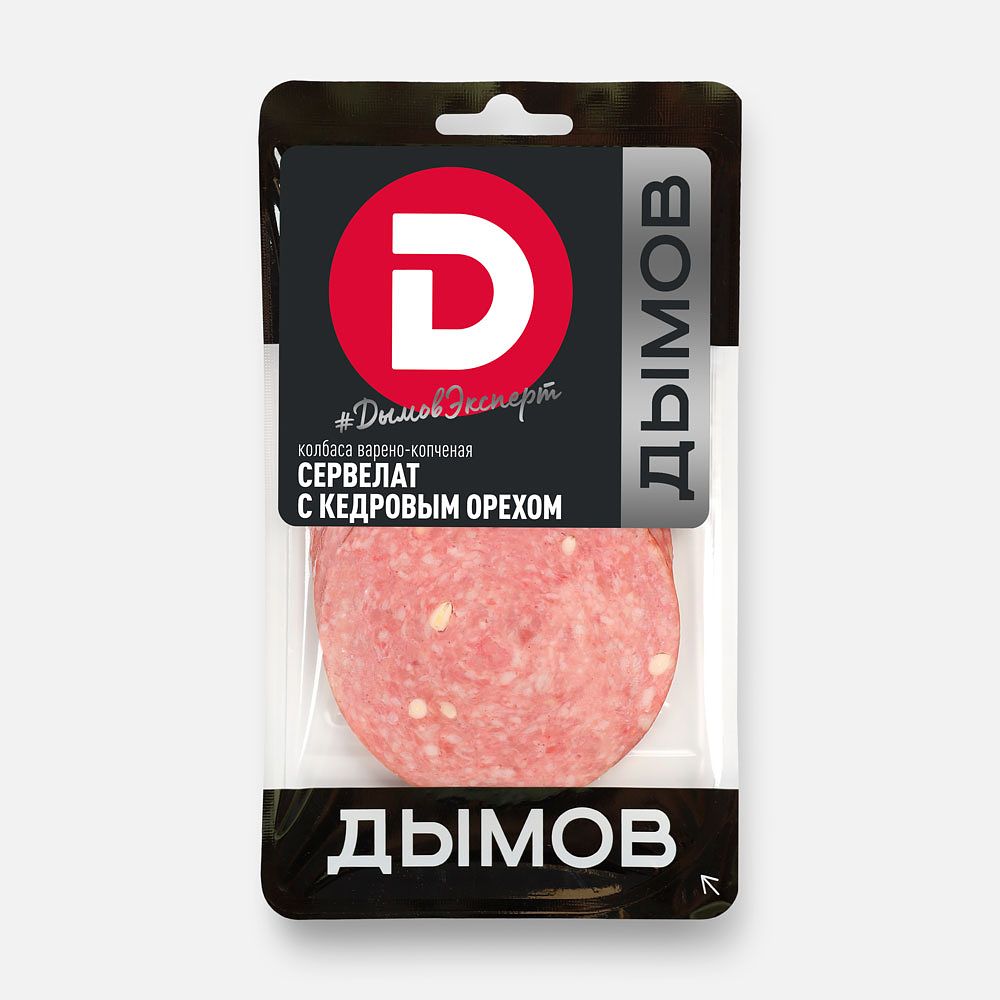 D
#ДымовЭксперт
колбаса варено-копченая
СЕРВЕЛАТ
С КЕДРОВЫМ ОРЕХОМ
ДЫМОВ
ДЫМОВ